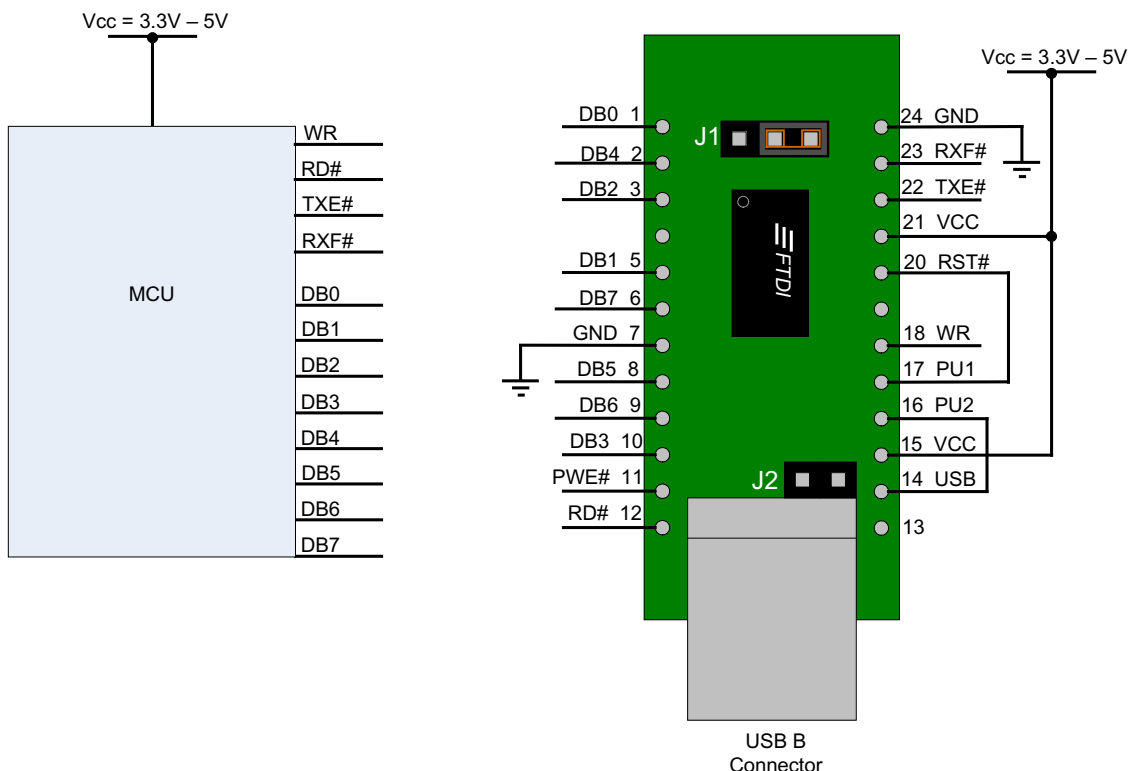 Vcc = 3.3V – 5V
WR
RD#
TXE#
RXF#
MCU
DB0
DB1
DB2
DB3
DB4
DB5
DB6
DB7
DB0 1
DB4 2
DB2 3
DB1 5
DB7 6
GND 7
DB5 8
DB6 9
DB3 10
PWE# 11
RD# 12
J1
FTDI
J2
Vcc = 3.3V – 5V
24 GND
23 RXF#
22 TXE#
21 VCC
20 RST#
18 WR
17 PU1
16 PU2
15 VCC
14 USB
13
USB B
Connector